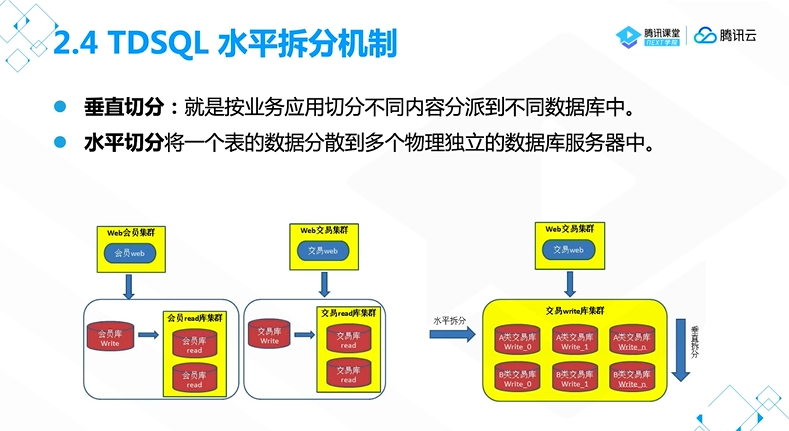 2.4 TDSQL 水平拆分机制
腾讯课堂
NEXT学院
腾讯云
垂直切分：就是按业务应用切分不同内容分派到不同数据库中。
水平切分将一个表的数据分散到多个物理独立的数据库服务器中。
Web会员集群
会员web
会员库
Write
会员read库集群
会员库
read
会员库
read
Web交易集群
交易web
交易库
Write
交易read库集群
交易库
read
交易库
read
水平拆分
Web交易集群
交易web
交易write库集群
A类交易库
Write_0
A类交易库
Write_1
A类交易库
Write_n
B类交易库
Write_0
B类交易库
Write_1
B类交易库
Write_n
垂直拆分